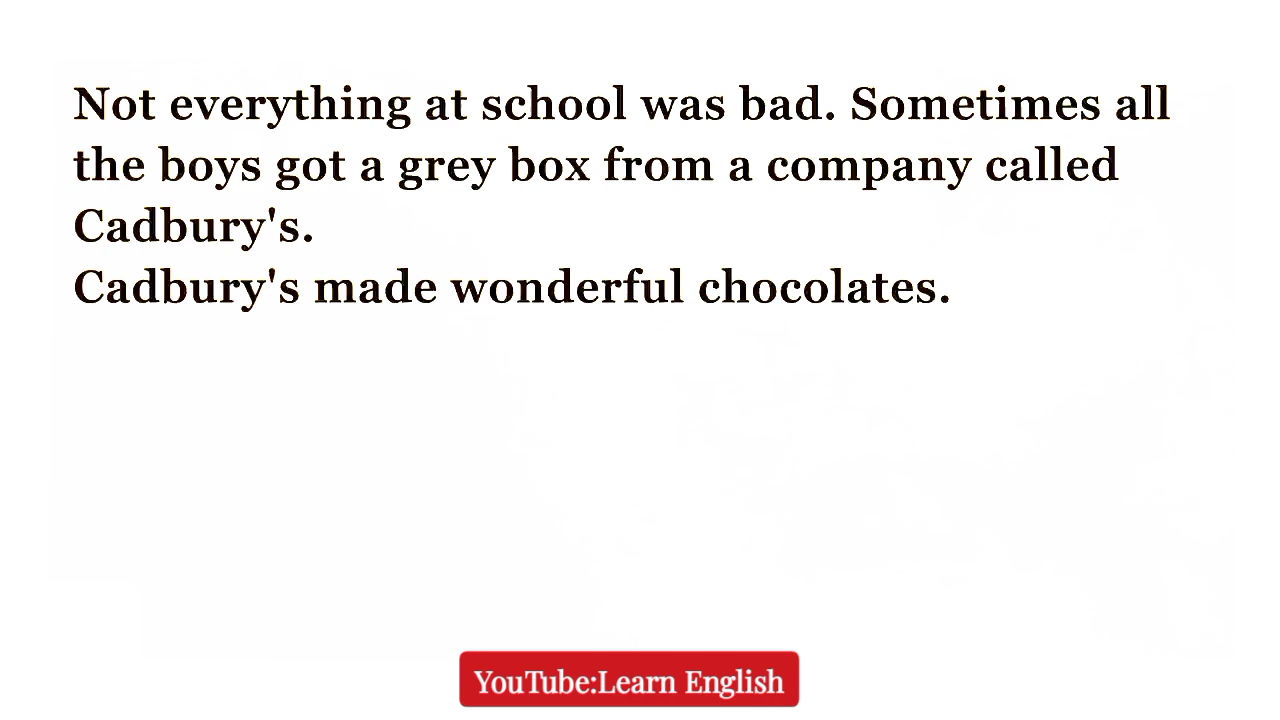 Not everything at school was bad. Sometimes all
the boys got a grey box from a company called
Cadbury's.
Cadbury's made wonderful chocolates.
YouTube:Learn English